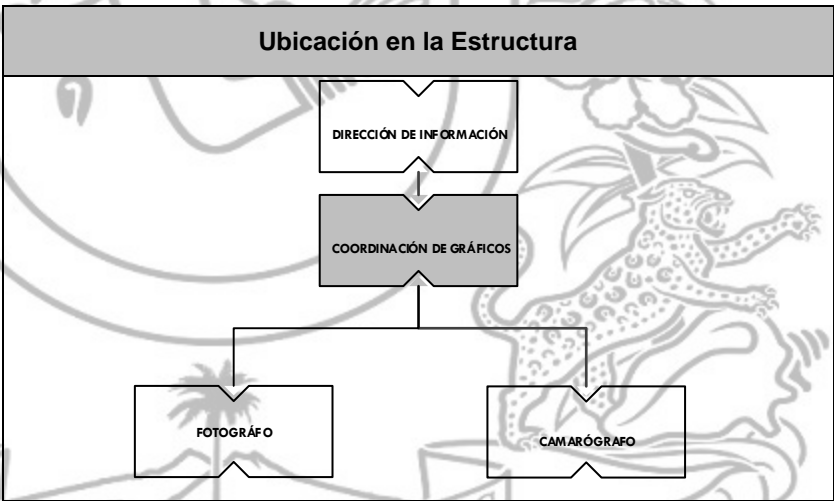 Ubicación en la Estructura
DIRECCIÓN DE INFORMACIÓN
COORDINACIÓN DE GRÁFICOS
FOTOGRÁFO
CAMARÓGRAFO